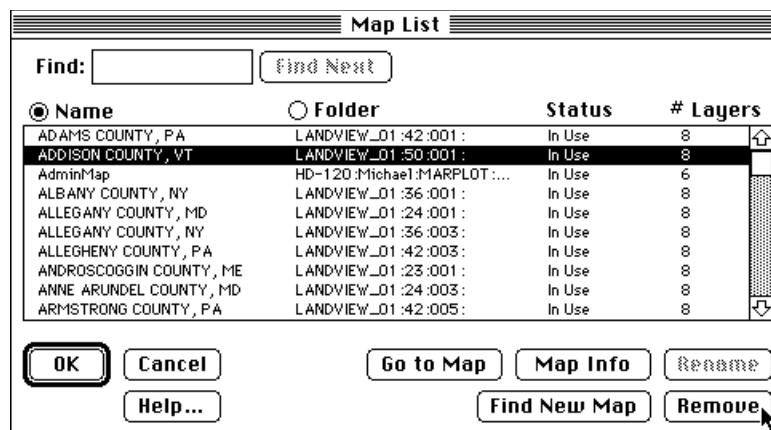 Map List
Find: Find Next
Name Folder Status # Layers
ADAMS COUNTY, PA LANDVIEW_01:42:001: In Use 8
ADDISON COUNTY, VT LANDVIEW_01:50:001: In Use 8
AdminMap HD-120:Michael:MARPLOT:... In Use 6
ALBANY COUNTY, NY LANDVIEW_01:36:001: In Use 8
ALLEGANY COUNTY, MD LANDVIEW_01:24:001: In Use 8
ALLEGANY COUNTY, NY LANDVIEW_01:36:003: In Use 8
ALLEGHENY COUNTY, PA LANDVIEW_01:42:003: In Use 8
ANDROSCOGGIN COUNTY, ME LANDVIEW_01:23:001: In Use 8
ANNE ARUNDEL COUNTY, MD LANDVIEW_01:24:003: In Use 8
ARMSTRONG COUNTY, PA LANDVIEW_01:42:005: In Use 8
OK Cancel Go to Map Map Info Rename
Help... Find New Map Remove